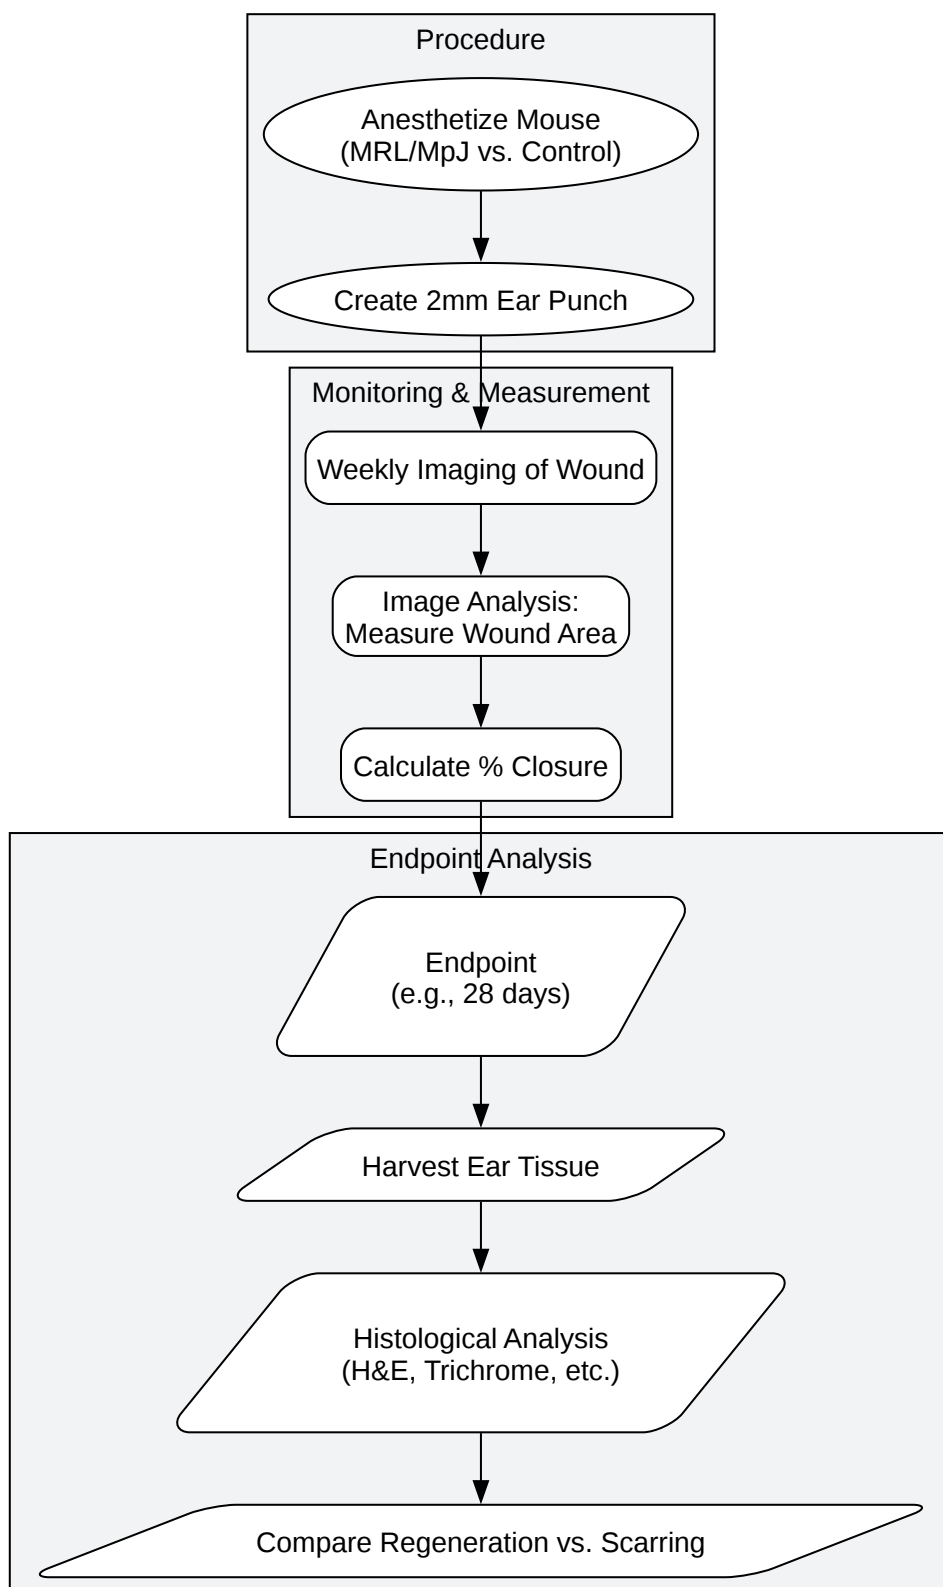 Procedure
Anesthetize Mouse
(MRL/MpJ vs. Control)
Create 2mm Ear Punch
Monitoring & Measurement
Weekly Imaging of Wound
Image Analysis:
Measure Wound Area
Calculate % Closure
Endpoint Analysis
Endpoint
(e.g., 28 days)
Harvest Ear Tissue
Histological Analysis
(H&E, Trichrome, etc.)
Compare Regeneration vs. Scarring